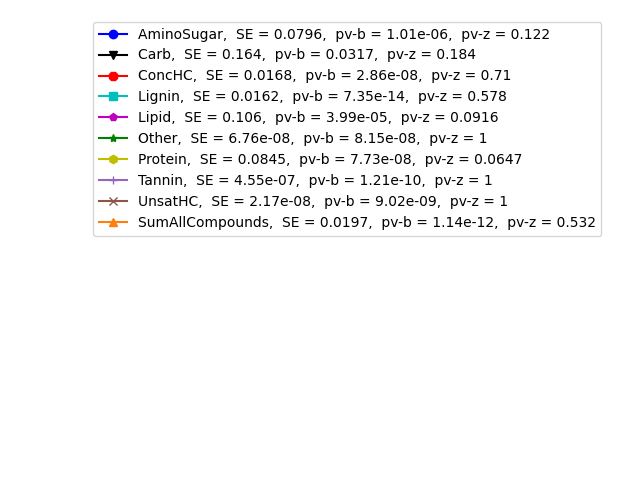 AminoSugar,  SE = 0.0796,  pv-b = 1.01e-06,  pv-z = 0.122
Carb,  SE = 0.164,  pv-b = 0.0317,  pv-z = 0.184
ConcHC,  SE = 0.0168,  pv-b = 2.86e-08,  pv-z = 0.71
Lignin,  SE = 0.0162,  pv-b = 7.35e-14,  pv-z = 0.578
Lipid,  SE = 0.106,  pv-b = 3.99e-05,  pv-z = 0.0916
Other,  SE = 6.76e-08,  pv-b = 8.15e-08,  pv-z = 1
Protein,  SE = 0.0845,  pv-b = 7.73e-08,  pv-z = 0.0647
Tannin,  SE = 4.55e-07,  pv-b = 1.21e-10,  pv-z = 1
UnsatHC,  SE = 2.17e-08,  pv-b = 9.02e-09,  pv-z = 1
SumAllCompounds,  SE = 0.0197,  pv-b = 1.14e-12,  pv-z = 0.532